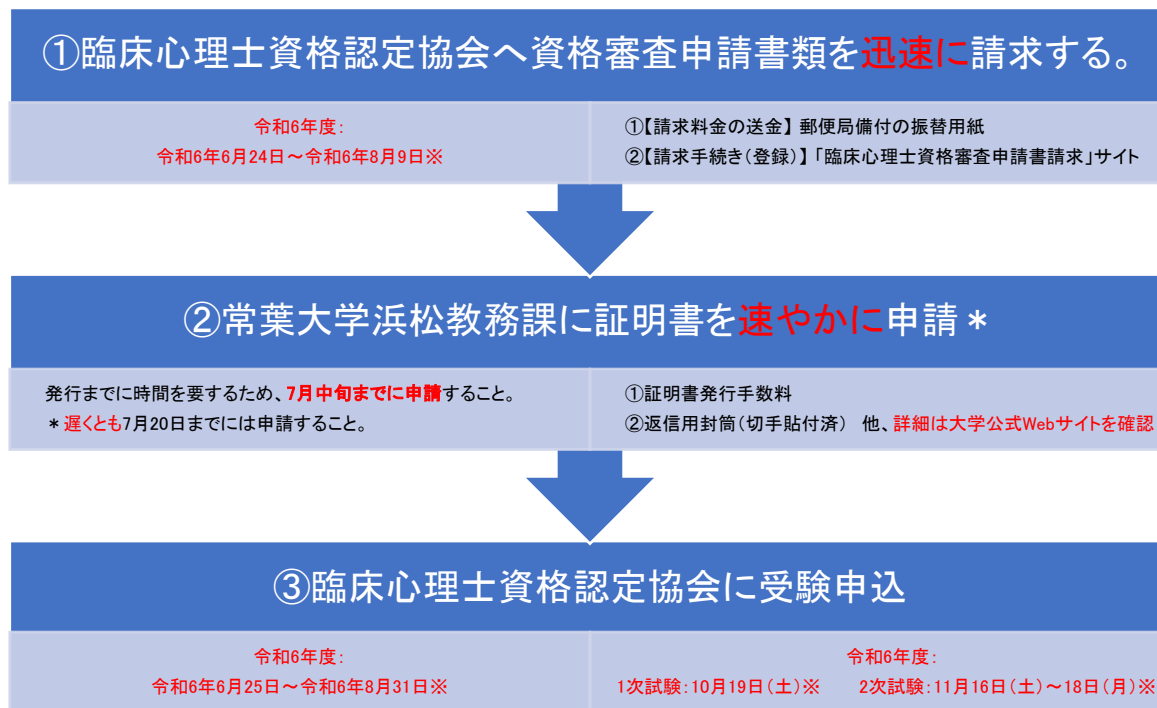 ①臨床心理士資格認定協会へ資格審査申請書類を迅速に請求する。
令和6年度：
令和6年6月24日～令和6年8月9日※
①【請求料金の送金】 郵便局備付の振替用紙
②【請求手続き（登録）】「臨床心理士資格審査申請書請求」サイト
②常葉大学浜松教務課に証明書を速やかに申請＊
発行までに時間を要するため、7月中旬までに申請すること。
＊遅くとも7月20日までには申請すること。
①証明書発行手数料
②返信用封筒（切手貼付済） 他、詳細は大学公式Webサイトを確認
③臨床心理士資格認定協会に受験申込
令和6年度：
令和6年6月25日～令和6年8月31日※
令和6年度：
1次試験：10月19日（土）※ 2次試験：11月16日（土）～18日（月）※